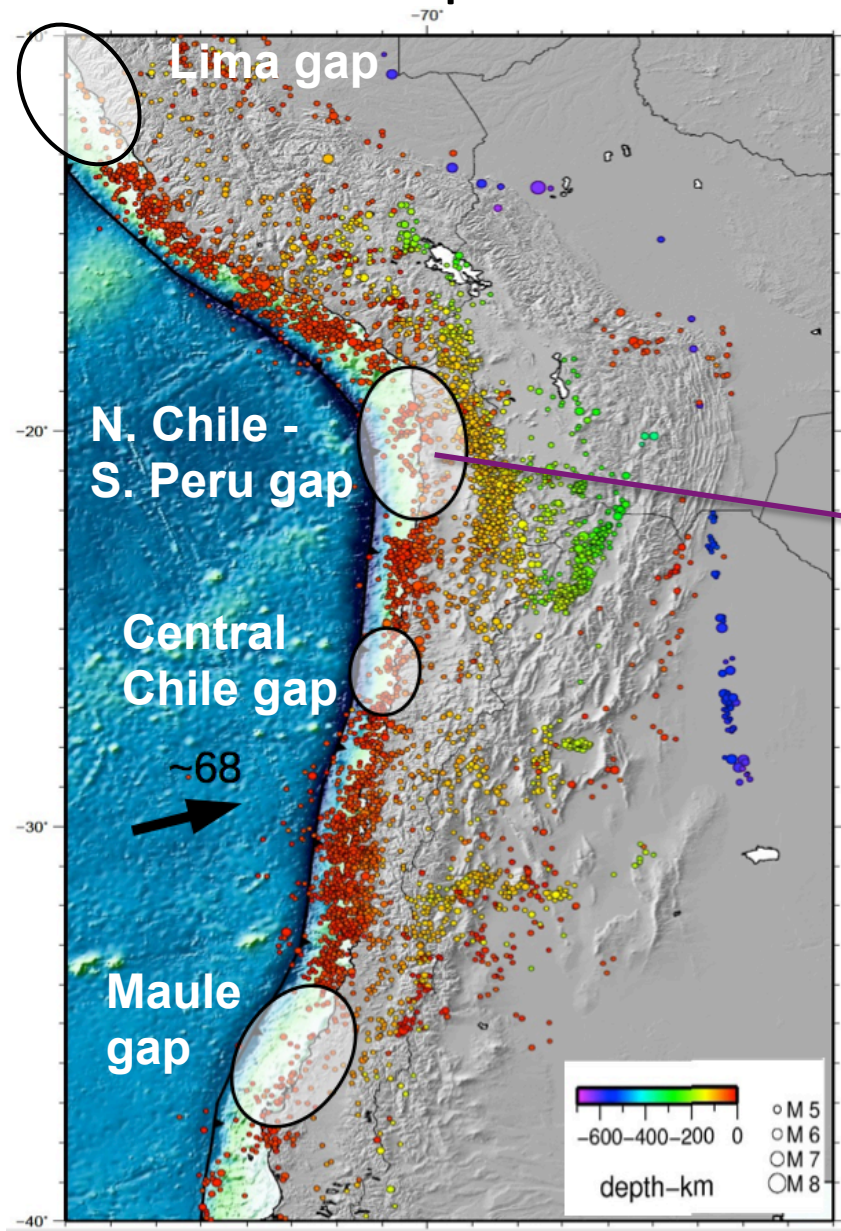 -70°
-10°
Lima gap
-20°
N. Chile -
S. Peru gap
Central
Chile gap
~68
-30°
Maule
gap
-600-400-200 0
depth-km
M 5
M 6
M 7
M 8
-40°